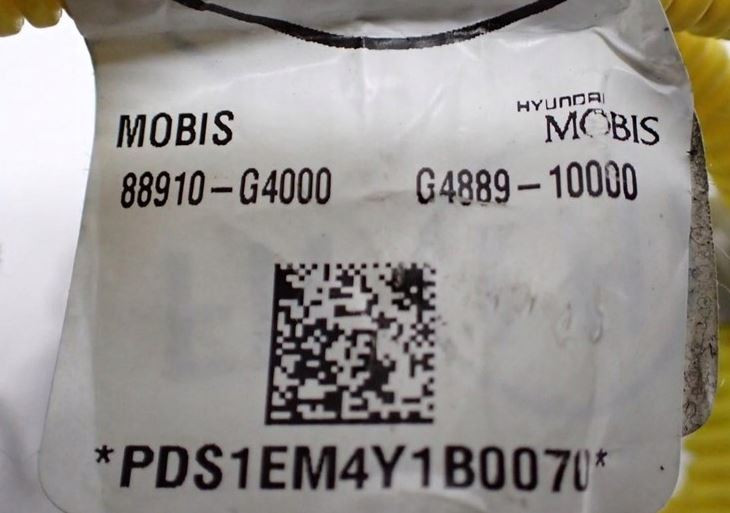 HYUNDAI
MOBIS MOBIS
88910-G4000 G4889-10000
*PDS1EM4Y1B0070*